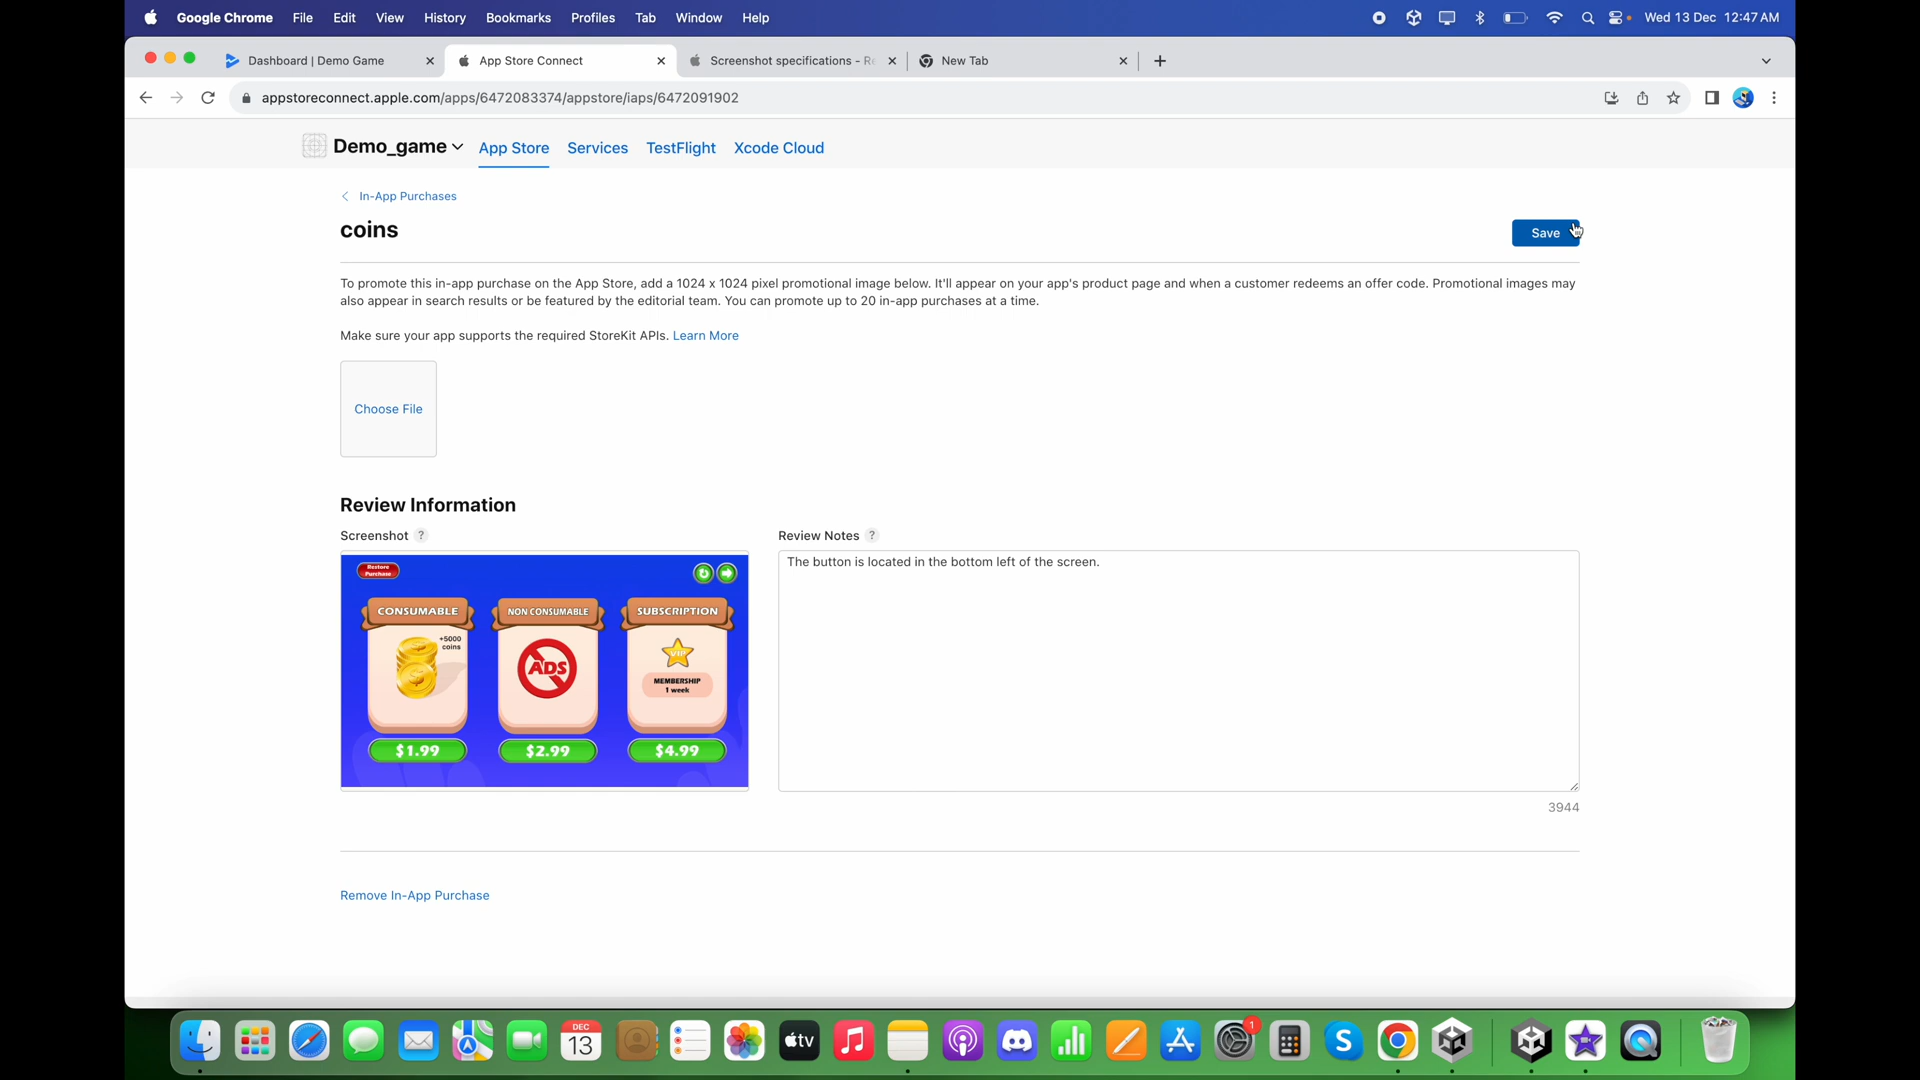 Google Chrome File Edit View History Bookmarks Profiles Tab Window Help Wed 13 Dec 12:47 AM
Dashboard | Demo Game App Store Connect Screenshot specifications - Re New Tab
appstoreconnect.apple.com/apps/6472083374/appstore/iaps/6472091902
Demo_game App Store Services TestFlight Xcode Cloud
In-App Purchases
coins
Save
To promote this in-app purchase on the App Store, add a 1024 x 1024 pixel promotional image below. It'll appear on your app's product page and when a customer redeems an offer code. Promotional images may
also appear in search results or be featured by the editorial team. You can promote up to 20 in-app purchases at a time.
Make sure your app supports the required StoreKit APIs. Learn More
Choose File
Review Information
Screenshot ?
Restore
Purchase
CONSUMABLE
+5000
coins
$1.99
NON CONSUMABLE
ADS
$2.99
SUBSCRIPTION
VIP
MEMBERSHIP
1 week
$4.99
Review Notes ?
The button is located in the bottom left of the screen.
3944
Remove In-App Purchase
DEC
13
tv
1
S